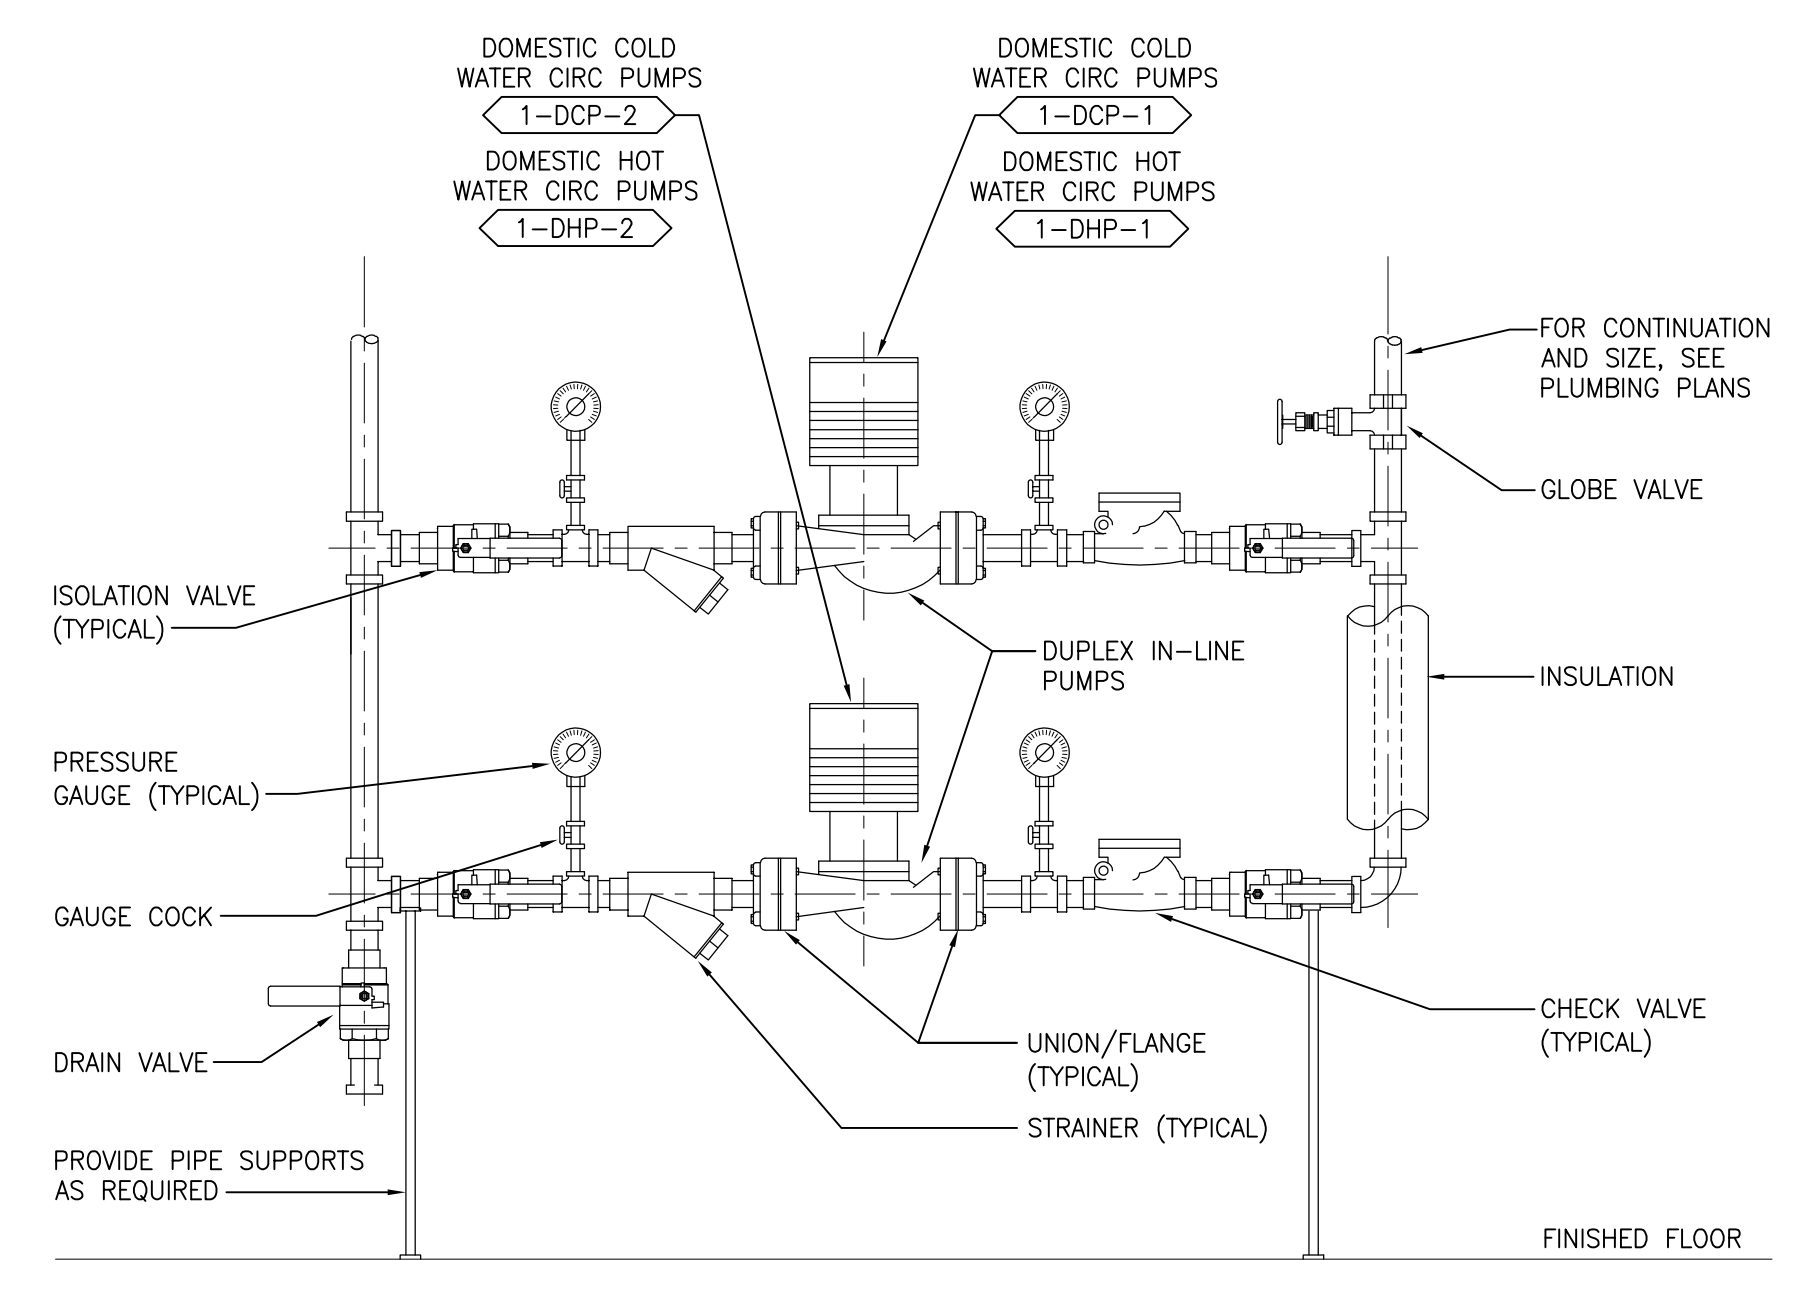 DOMESTIC COLD
WATER CIRC PUMPS
1-DCP-2
DOMESTIC HOT
WATER CIRC PUMPS
1-DHP-2
DOMESTIC COLD
WATER CIRC PUMPS
1-DCP-1
DOMESTIC HOT
WATER CIRC PUMPS
1-DHP-1
FOR CONTINUATION
AND SIZE, SEE
PLUMBING PLANS
GLOBE VALVE
ISOLATION VALVE
(TYPICAL)
DUPLEX IN-LINE
PUMPS
INSULATION
PRESSURE
GAUGE (TYPICAL)
GAUGE COCK
CHECK VALVE
(TYPICAL)
UNION/FLANGE
(TYPICAL)
DRAIN VALVE
STRAINER (TYPICAL)
PROVIDE PIPE SUPPORTS
AS REQUIRED
FINISHED FLOOR